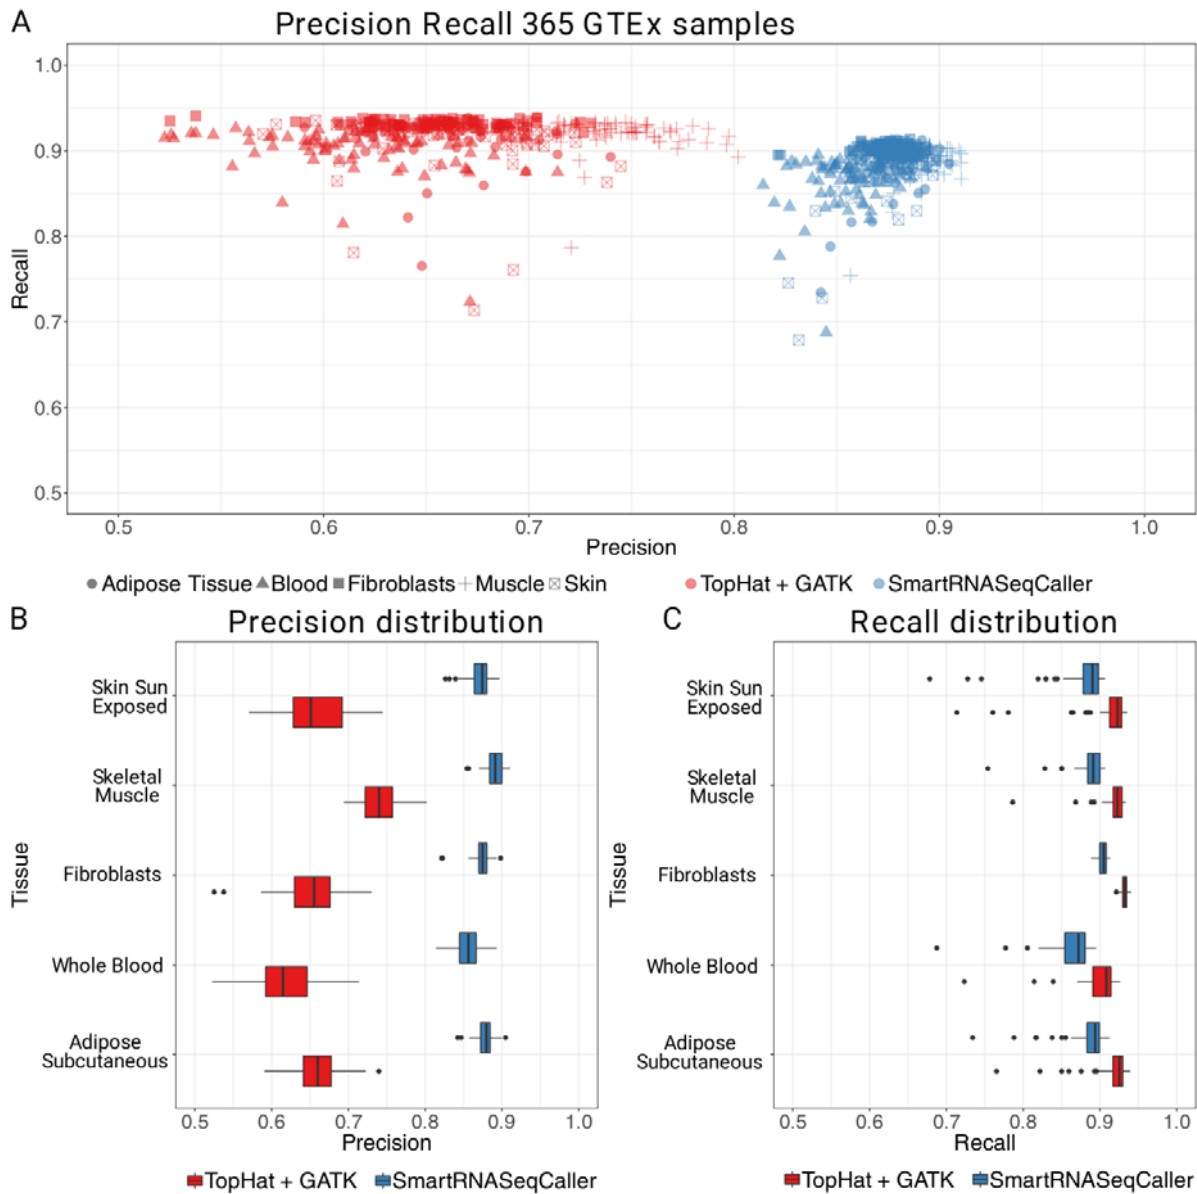 A
Precision Recall 365 GTEx samples
Recall
1.0
0.9
0.8
0.7
0.6
0.5
0.5 0.6 0.7 0.8 0.9 1.0
Precision
Adipose Tissue Blood Fibroblasts Muscle Skin TopHat + GATK SmartRNASeqCaller
B
Precision distribution
Tissue
Skin Sun
Exposed
Skeletal
Muscle
Fibroblasts
Whole Blood
Adipose
Subcutaneous
0.5 0.6 0.7 0.8 0.9 1.0
Precision
TopHat + GATK SmartRNASeqCaller
C
Recall distribution
Tissue
Skin Sun
Exposed
Skeletal
Muscle
Fibroblasts
Whole Blood
Adipose
Subcutaneous
0.5 0.6 0.7 0.8 0.9 1.0
Recall
TopHat + GATK SmartRNASeqCaller